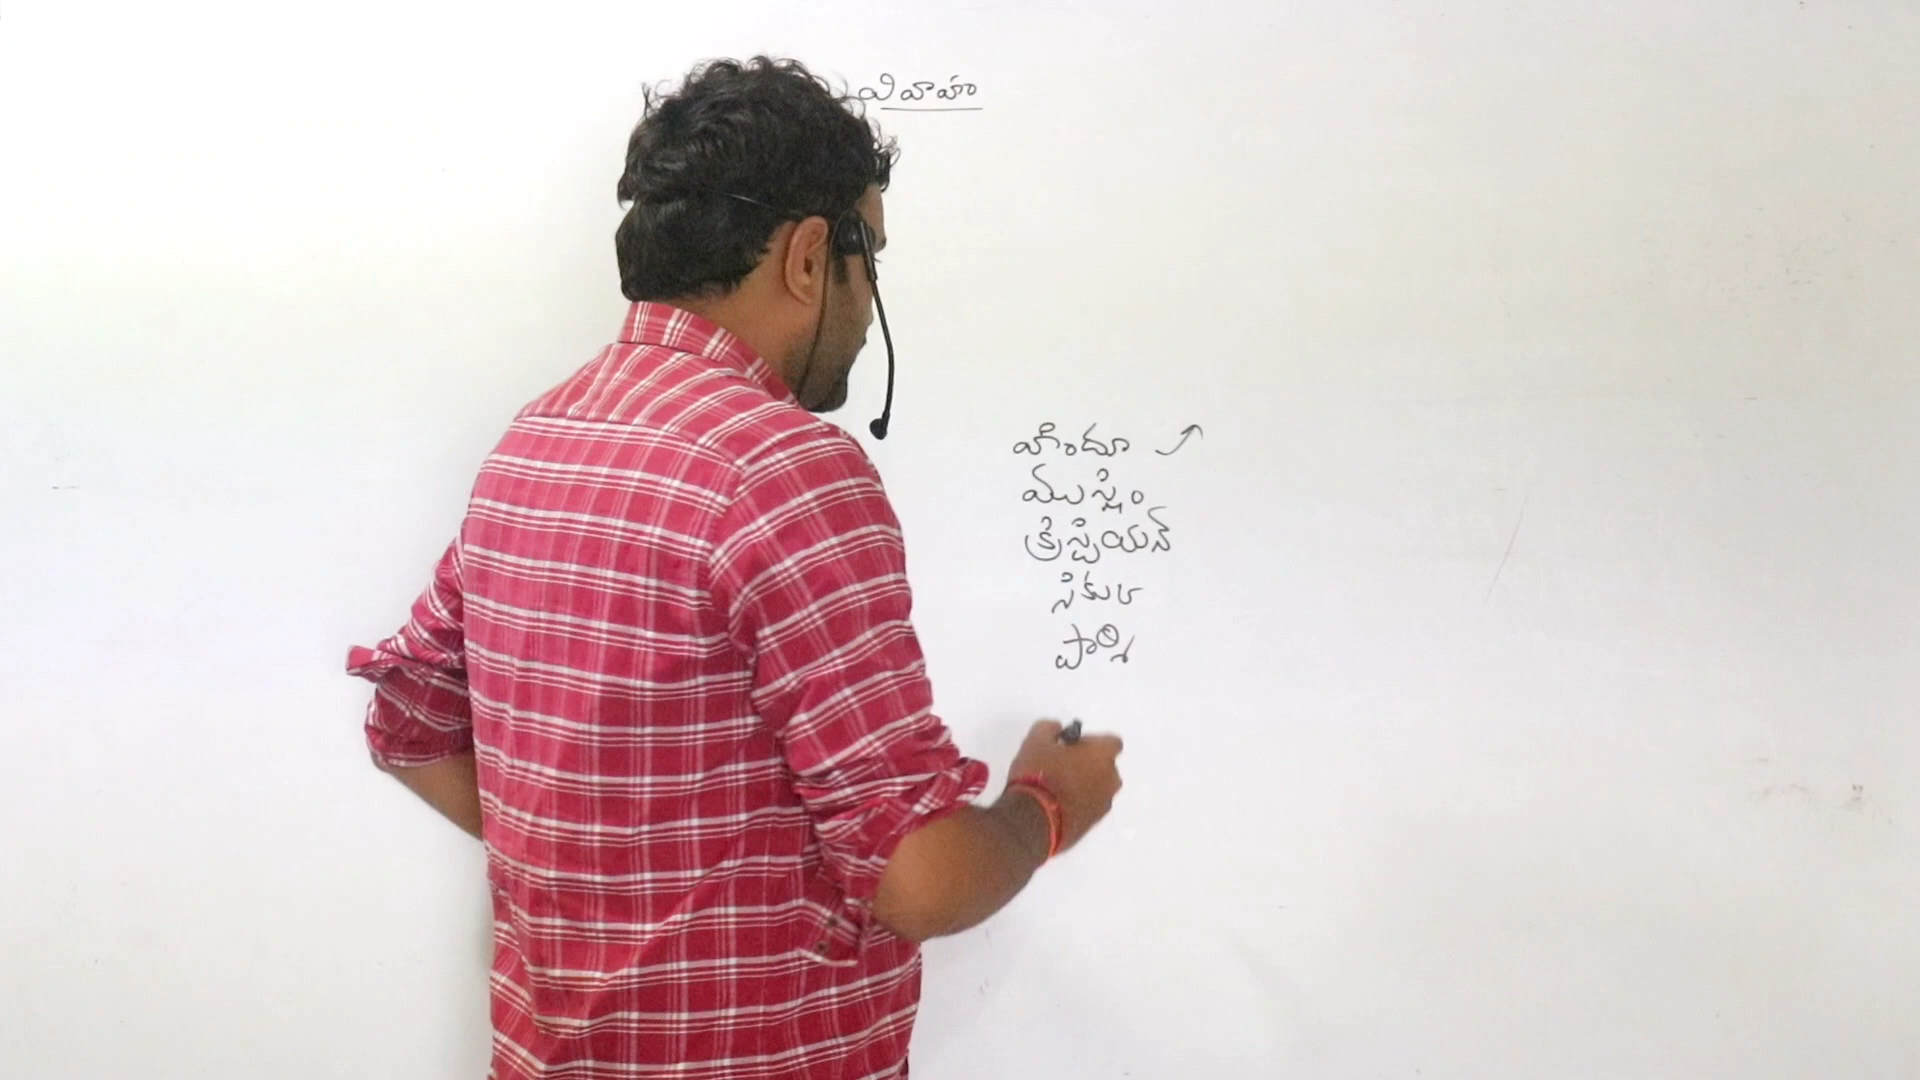 వివాహ
హిందూ
ముస్లిం
క్రిస్టియన్
సిక్కు
పార్శి